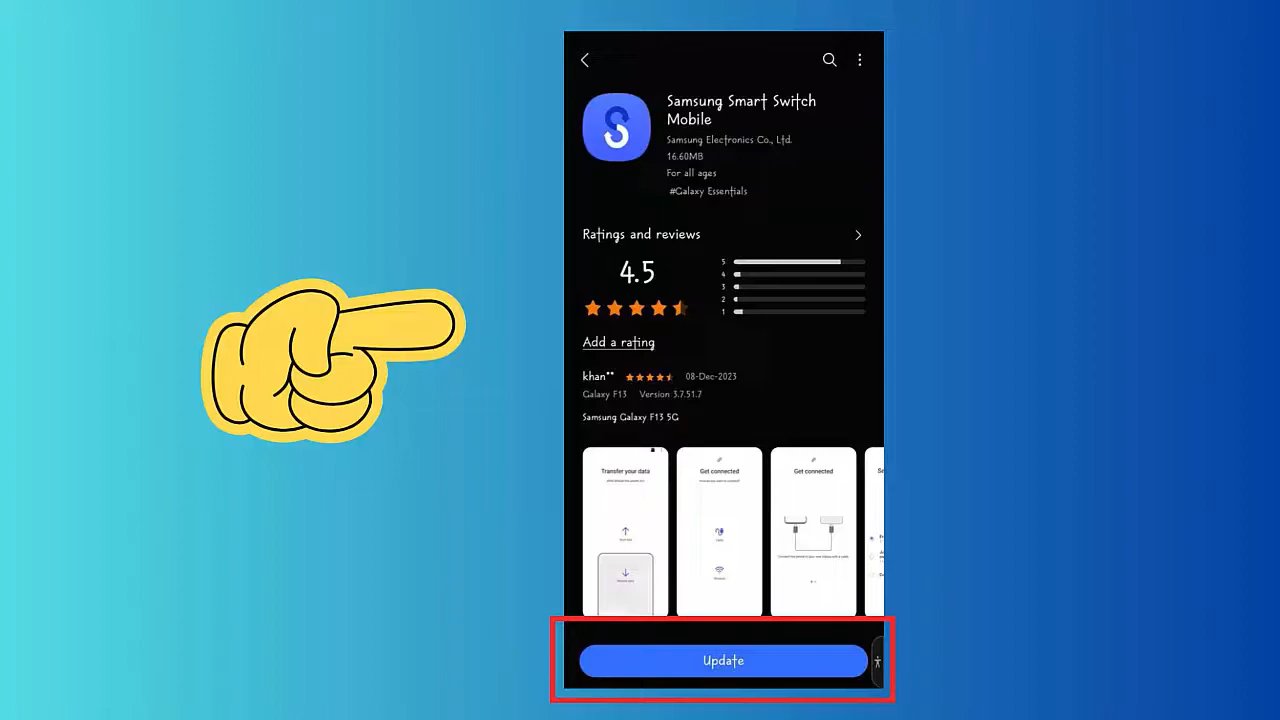 Samsung Smart Switch
Mobile
Samsung Electronics Co., Ltd.
16.60MB
For all ages
#Galaxy Essentials
Ratings and reviews
4.5
5
4
3
2
1
Add a rating
khan** 08-Dec-2023
Galaxy F13 Version 3.7.51.7
Samsung Galaxy F13 5G
Transfer your data
Get connected
Get connected
Update